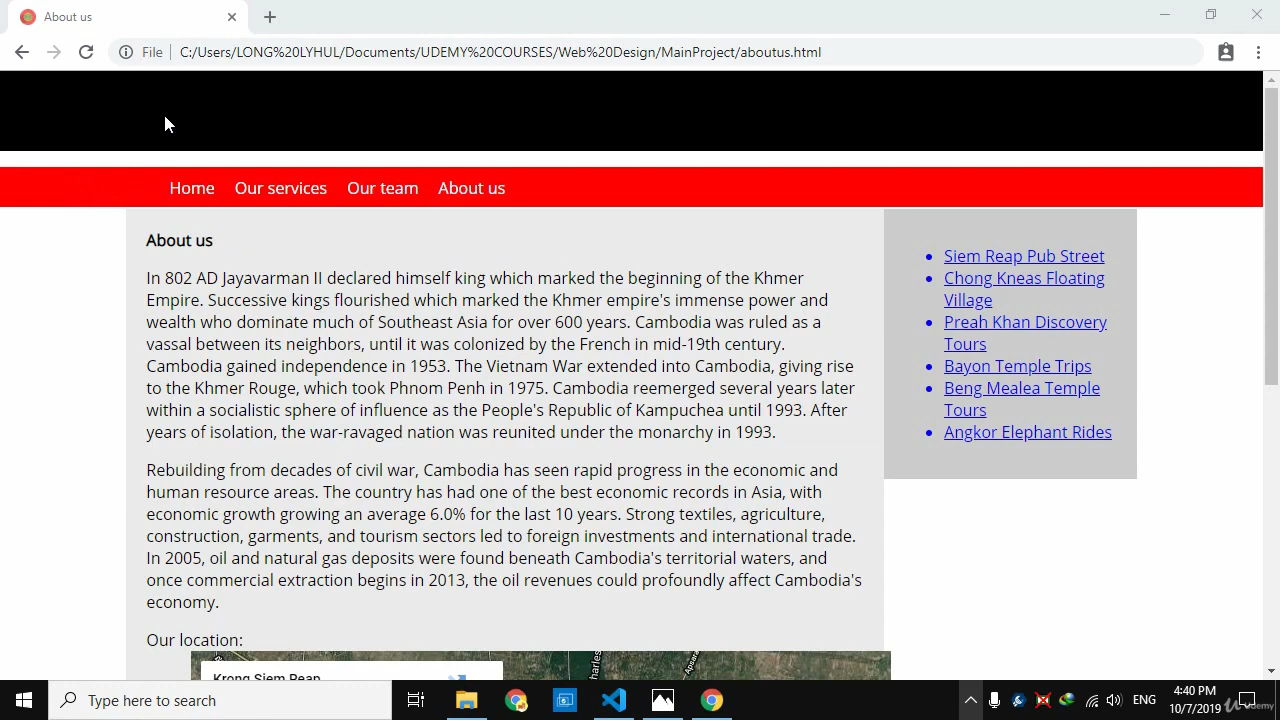 About us
File
C:/Users/LONG%20LYHUL/Documents/UDEMY%20COURSES/Web%20Design/MainProject/aboutus.html
Home Our services Our team About us
About us
In 802 AD Jayavarman II declared himself king which marked the beginning of the Khmer
Empire. Successive kings flourished which marked the Khmer empire's immense power and
wealth who dominate much of Southeast Asia for over 600 years. Cambodia was ruled as a
vassal between its neighbors, until it was colonized by the French in mid-19th century.
Cambodia gained independence in 1953. The Vietnam War extended into Cambodia, giving rise
to the Khmer Rouge, which took Phnom Penh in 1975. Cambodia reemerged several years later
within a socialistic sphere of influence as the People's Republic of Kampuchea until 1993. After
years of isolation, the war-ravaged nation was reunited under the monarchy in 1993.
Rebuilding from decades of civil war, Cambodia has seen rapid progress in the economic and
human resource areas. The country has had one of the best economic records in Asia, with
economic growth growing an average 6.0% for the last 10 years. Strong textiles, agriculture,
construction, garments, and tourism sectors led to foreign investments and international trade.
In 2005, oil and natural gas deposits were found beneath Cambodia's territorial waters, and
once commercial extraction begins in 2013, the oil revenues could profoundly affect Cambodia's
economy.
Our location:
Krong Siem Reap
Siem Reap Pub Street
Chong Kneas Floating
Village
Preah Khan Discovery
Tours
Bayon Temple Trips
Beng Mealea Temple
Tours
Angkor Elephant Rides
Type here to search
ENG
4:40 PM
10/7/2019
Udemy